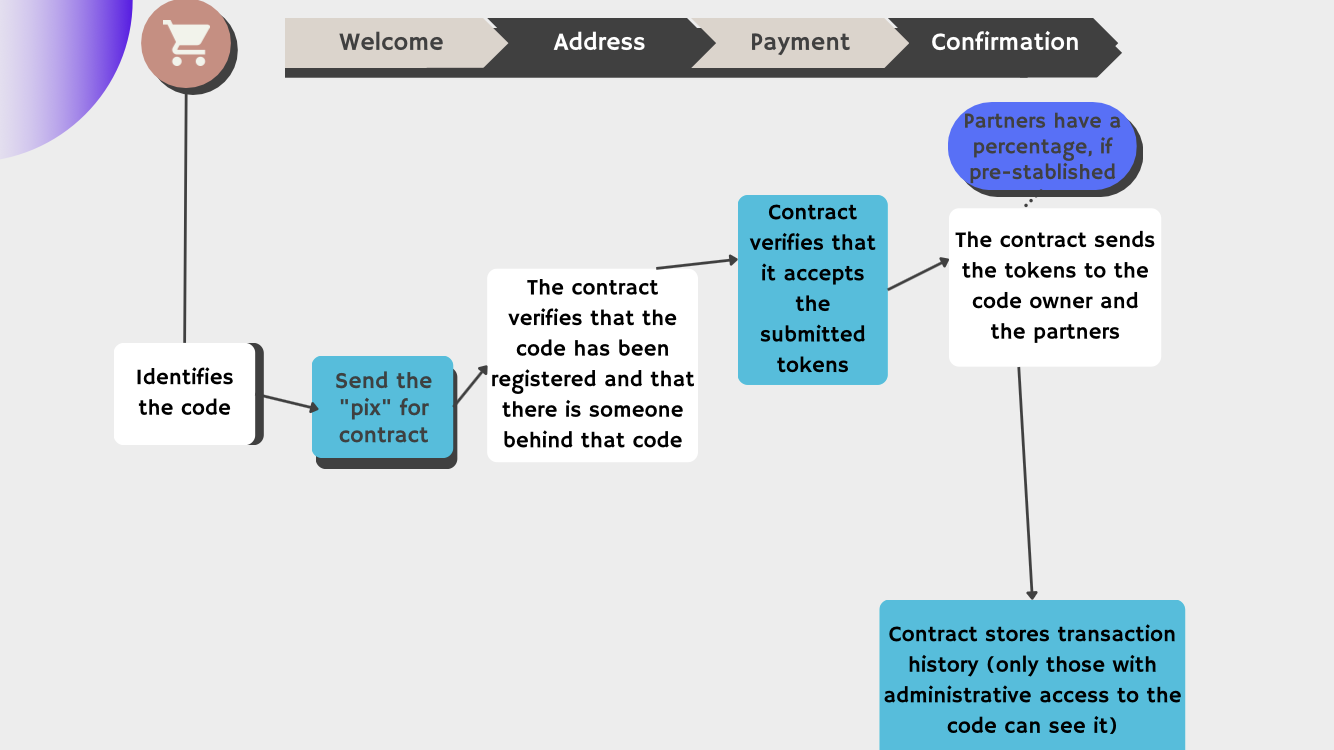 Welcome
Address
Payment
Confirmation
Partners have a
percentage, if
pre-stablished
Identifies
the code
Send the
"pix" for
contract
The contract
verifies that the
code has been
registered and that
there is someone
behind that code
Contract
verifies that
it accepts
the
submitted
tokens
The contract sends
the tokens to the
code owner and
the partners
Contract stores transaction
history (only those with
administrative access to the
code can see it)